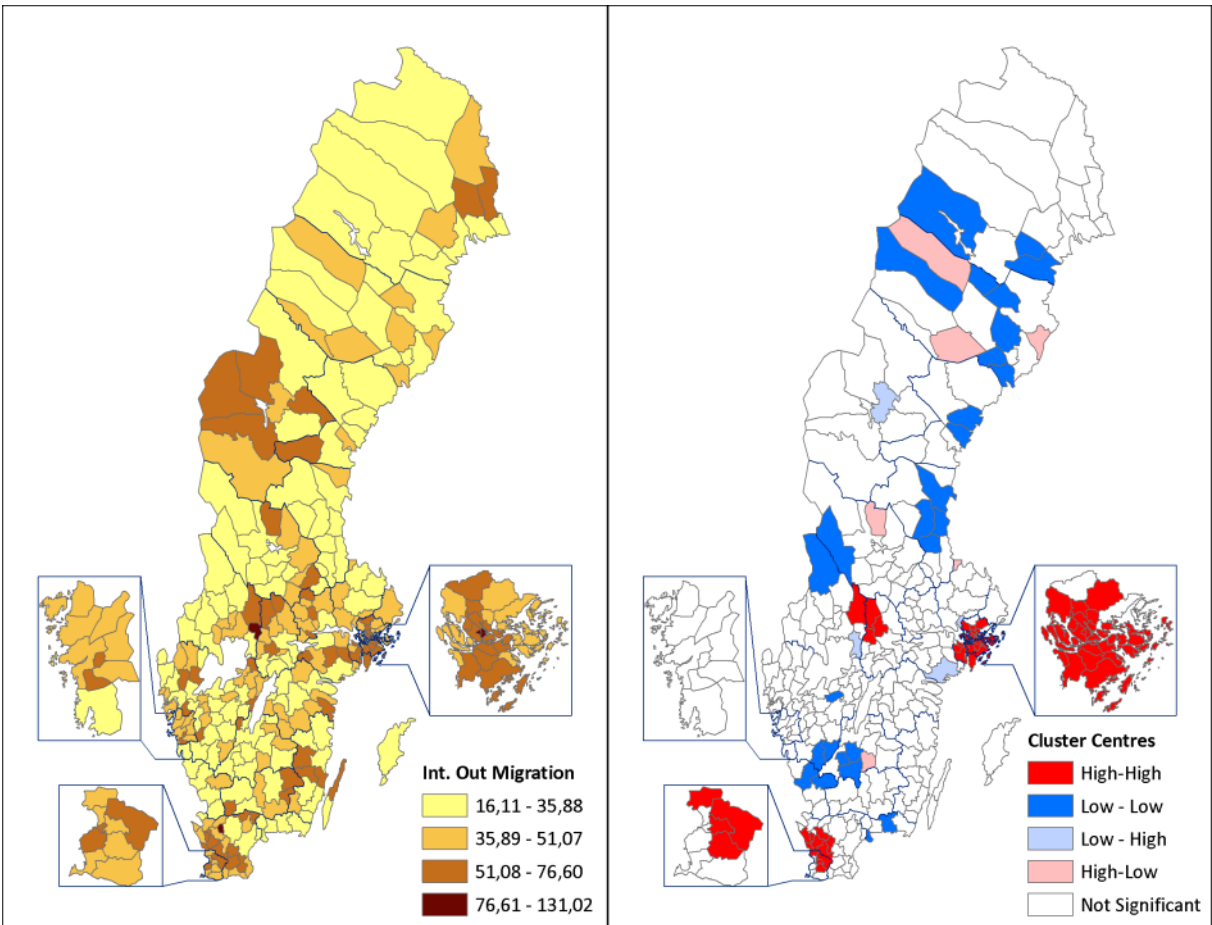 Int. Out Migration
16,11 - 35,88
35,89 - 51,07
51,08 - 76,60
76,61 - 131,02
Cluster Centres
High-High
Low - Low
Low - High
High-Low
Not Significant